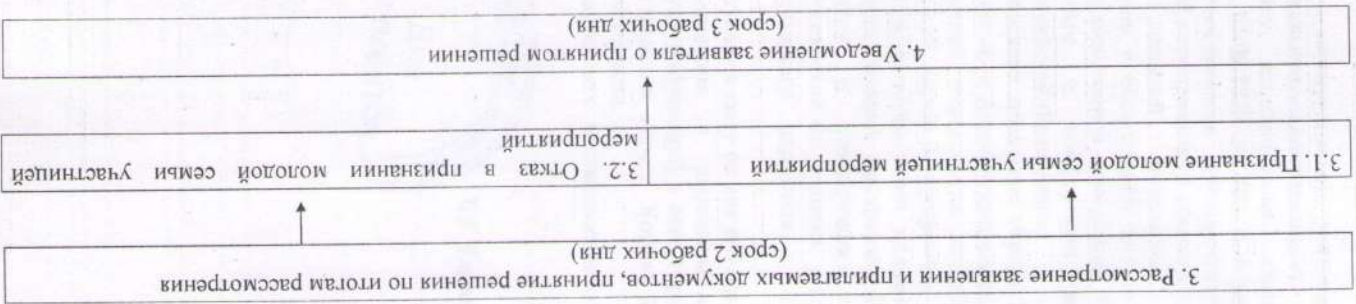 3. Рассмотрение заявления и прилагаемых документов, принятие решения по итогам рассмотрения
(срок 2 рабочих дня)
3.1. Признание молодой семьи участницей мероприятий
3.2. Отказ в признании молодой семьи участницей
мероприятий
4. Уведомление заявителя о принятом решении
(срок 3 рабочих дня)